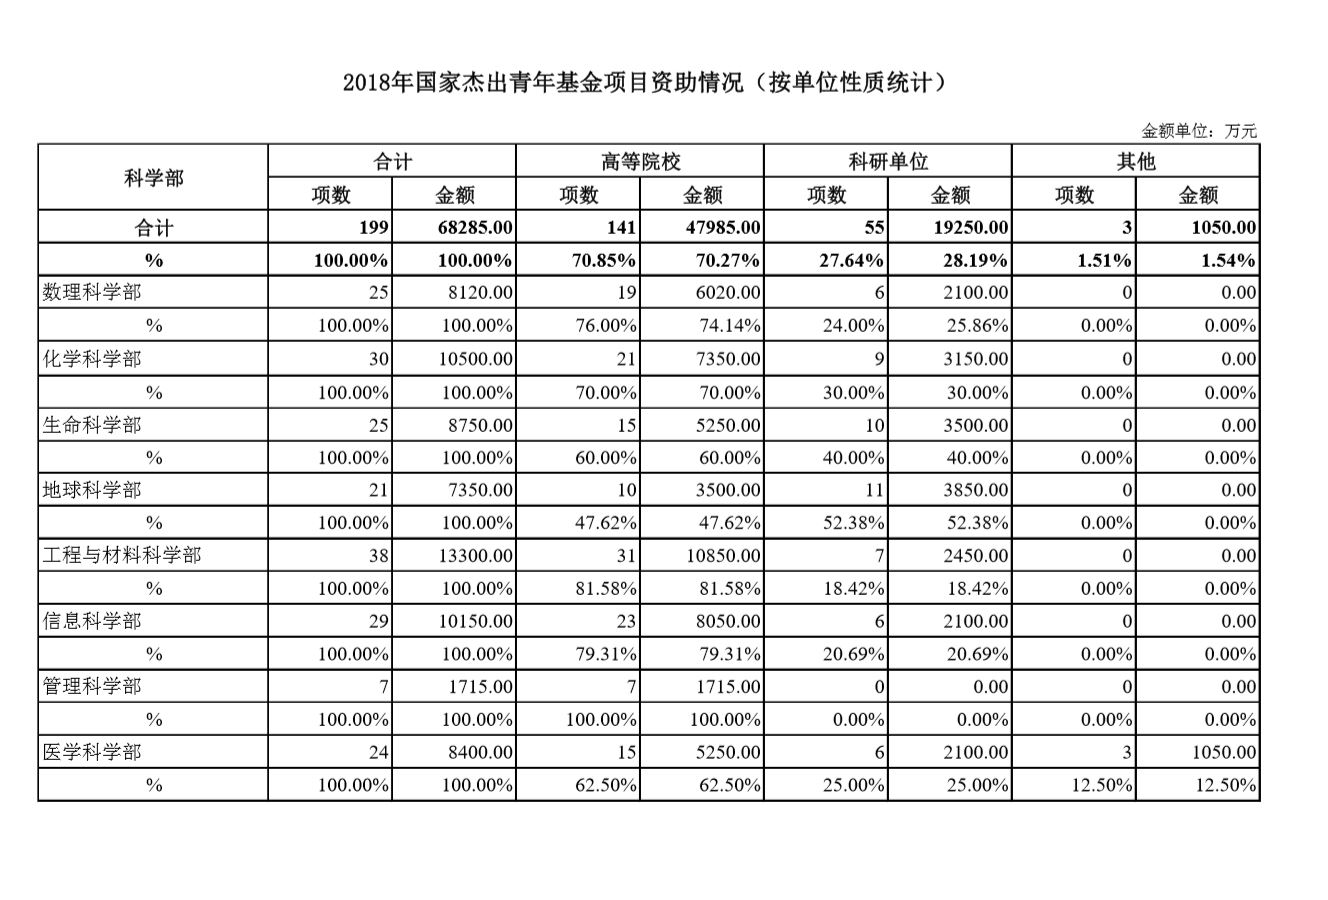 2018年国家杰出青年基金项目资助情况（按单位性质统计）
金额单位：万元
科学部 合计 高等院校 科研单位 其他
项数 金额 项数 金额 项数 金额 项数 金额
合计 199 68285.00 141 47985.00 55 19250.00 3 1050.00
% 100.00% 100.00% 70.85% 70.27% 27.64% 28.19% 1.51% 1.54%
数理科学部 25 8120.00 19 6020.00 6 2100.00 0 0.00
% 100.00% 100.00% 76.00% 74.14% 24.00% 25.86% 0.00% 0.00%
化学科学部 30 10500.00 21 7350.00 9 3150.00 0 0.00
% 100.00% 100.00% 70.00% 70.00% 30.00% 30.00% 0.00% 0.00%
生命科学部 25 8750.00 15 5250.00 10 3500.00 0 0.00
% 100.00% 100.00% 60.00% 60.00% 40.00% 40.00% 0.00% 0.00%
地球科学部 21 7350.00 10 3500.00 11 3850.00 0 0.00
% 100.00% 100.00% 47.62% 47.62% 52.38% 52.38% 0.00% 0.00%
工程与材料科学部 38 13300.00 31 10850.00 7 2450.00 0 0.00
% 100.00% 100.00% 81.58% 81.58% 18.42% 18.42% 0.00% 0.00%
信息科学部 29 10150.00 23 8050.00 6 2100.00 0 0.00
% 100.00% 100.00% 79.31% 79.31% 20.69% 20.69% 0.00% 0.00%
管理科学部 7 1715.00 7 1715.00 0 0.00 0 0.00
% 100.00% 100.00% 100.00% 100.00% 0.00% 0.00% 0.00% 0.00%
医学科学部 24 8400.00 15 5250.00 6 2100.00 3 1050.00
% 100.00% 100.00% 62.50% 62.50% 25.00% 25.00% 12.50% 12.50%